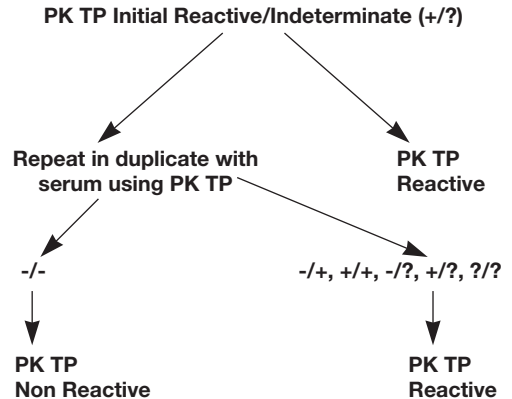 PK TP Initial Reactive/Indeterminate (+/?)
Repeat in duplicate with
serum using PK TP
PK TP
Reactive
-/-
-/+, +/+, -/?, +/?, ?/?
PK TP
Non Reactive
PK TP
Reactive